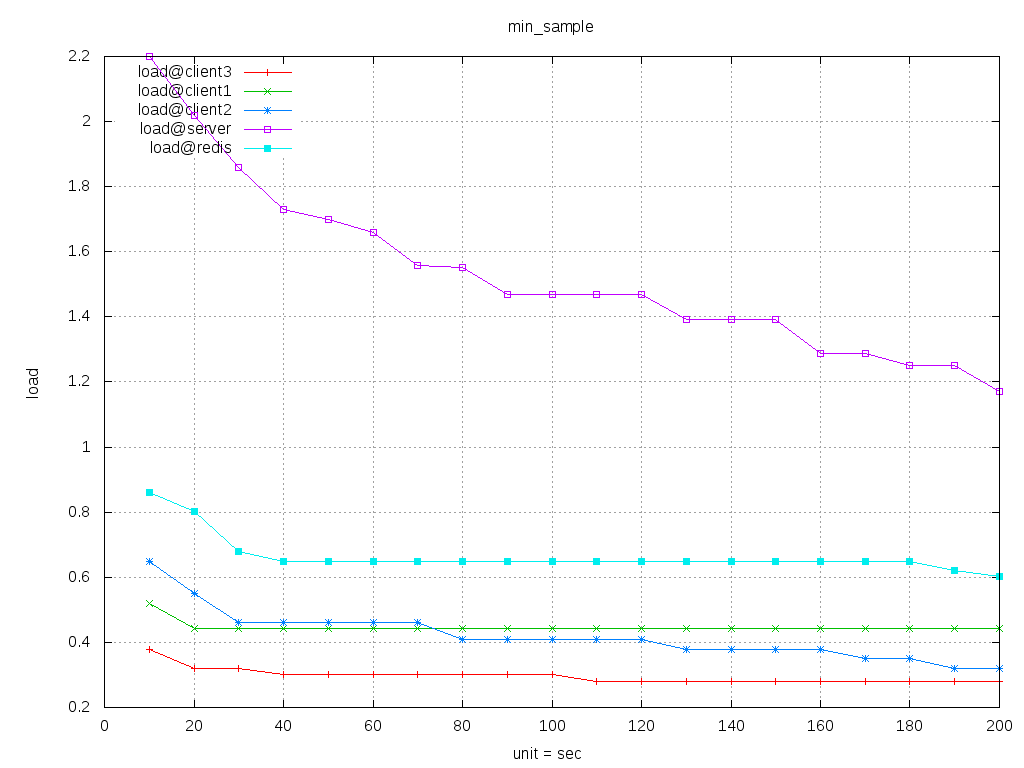 min_sample
load@client3
load@client1
load@client2
load@server
load@redis
2.2
2
1.8
1.6
1.4
1.2
1
0.8
0.6
0.4
0.2
load
0 20 40 60 80 100 120 140 160 180 200
unit = sec